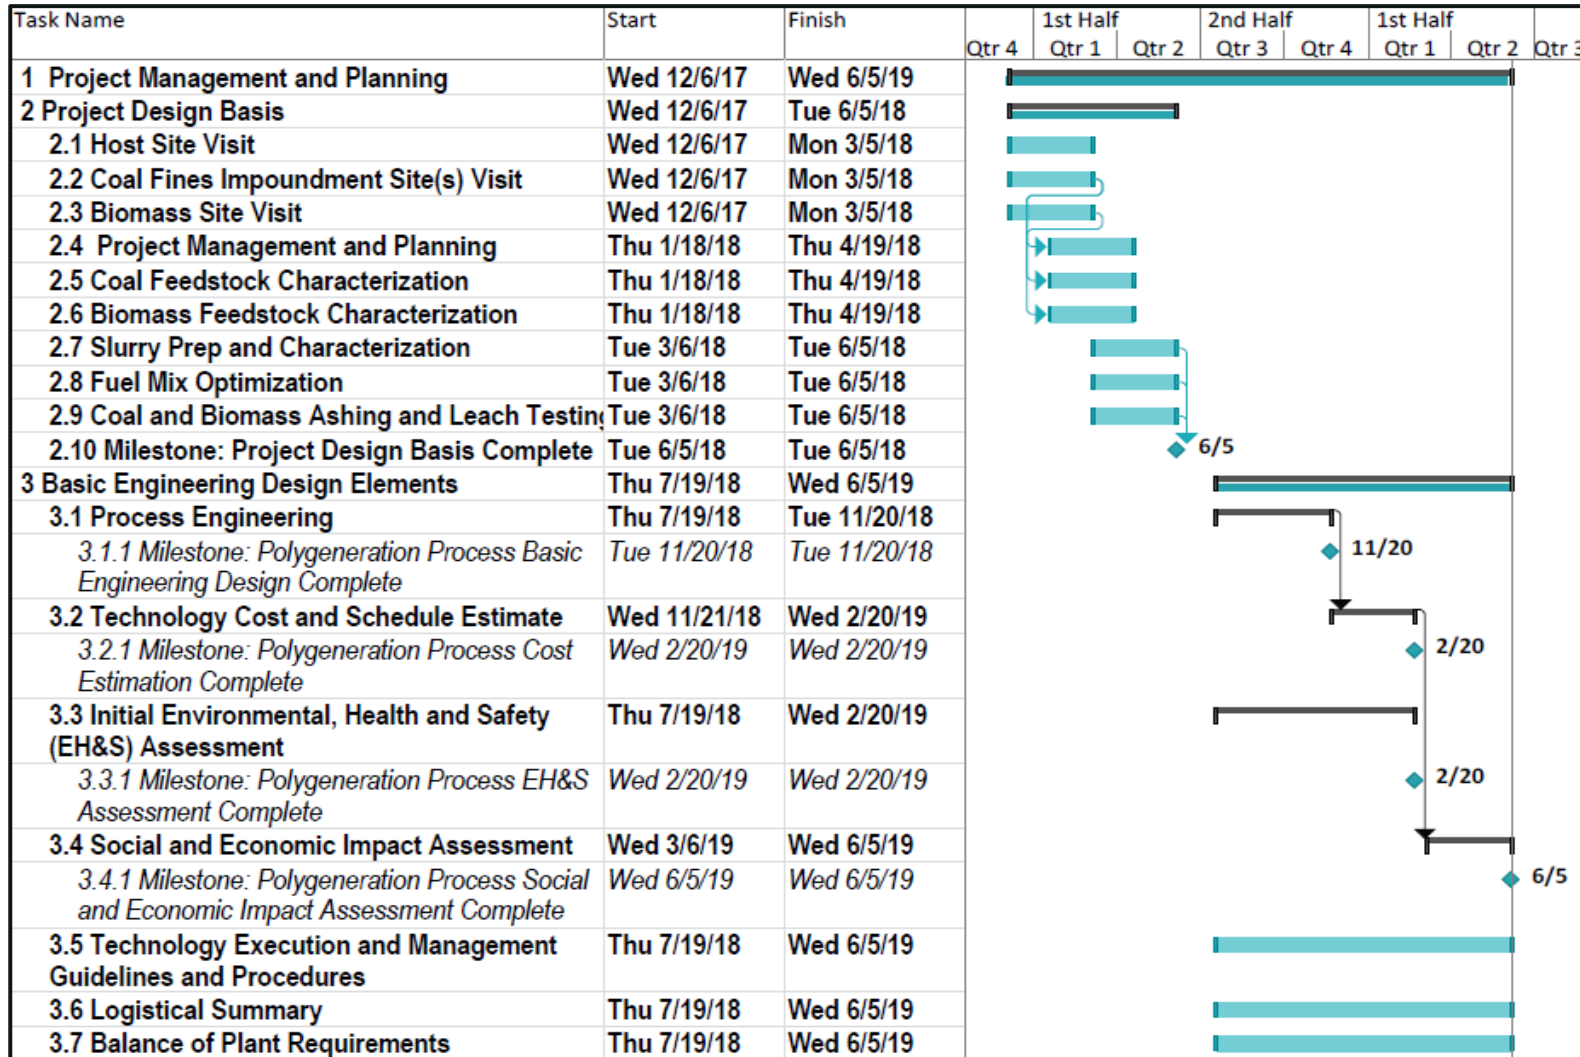 Task Name Start Finish 1st Half 2nd Half 1st Half
Qtr 4 Qtr 1 Qtr 2 Qtr 3 Qtr 4 Qtr 1 Qtr 2 Qtr 3
1 Project Management and Planning Wed 12/6/17 Wed 6/5/19
2 Project Design Basis Wed 12/6/17 Tue 6/5/18
2.1 Host Site Visit Wed 12/6/17 Mon 3/5/18
2.2 Coal Fines Impoundment Site(s) Visit Wed 12/6/17 Mon 3/5/18
2.3 Biomass Site Visit Wed 12/6/17 Mon 3/5/18
2.4 Project Management and Planning Thu 1/18/18 Thu 4/19/18
2.5 Coal Feedstock Characterization Thu 1/18/18 Thu 4/19/18
2.6 Biomass Feedstock Characterization Thu 1/18/18 Thu 4/19/18
2.7 Slurry Prep and Characterization Tue 3/6/18 Tue 6/5/18
2.8 Fuel Mix Optimization Tue 3/6/18 Tue 6/5/18
2.9 Coal and Biomass Ashing and Leach Testing Tue 3/6/18 Tue 6/5/18
2.10 Milestone: Project Design Basis Complete Tue 6/5/18 Tue 6/5/18 6/5
3 Basic Engineering Design Elements Thu 7/19/18 Wed 6/5/19
3.1 Process Engineering Thu 7/19/18 Tue 11/20/18
3.1.1 Milestone: Polygeneration Process Basic Tue 11/20/18 Tue 11/20/18 11/20
Engineering Design Complete
3.2 Technology Cost and Schedule Estimate Wed 11/21/18 Wed 2/20/19
3.2.1 Milestone: Polygeneration Process Cost Wed 2/20/19 Wed 2/20/19 2/20
Estimation Complete
3.3 Initial Environmental, Health and Safety Thu 7/19/18 Wed 2/20/19
(EH&S) Assessment
3.3.1 Milestone: Polygeneration Process EH&S Wed 2/20/19 Wed 2/20/19 2/20
Assessment Complete
3.4 Social and Economic Impact Assessment Wed 3/6/19 Wed 6/5/19
3.4.1 Milestone: Polygeneration Process Social Wed 6/5/19 Wed 6/5/19 6/5
and Economic Impact Assessment Complete
3.5 Technology Execution and Management Thu 7/19/18 Wed 6/5/19
Guidelines and Procedures
3.6 Logistical Summary Thu 7/19/18 Wed 6/5/19
3.7 Balance of Plant Requirements Thu 7/19/18 Wed 6/5/19